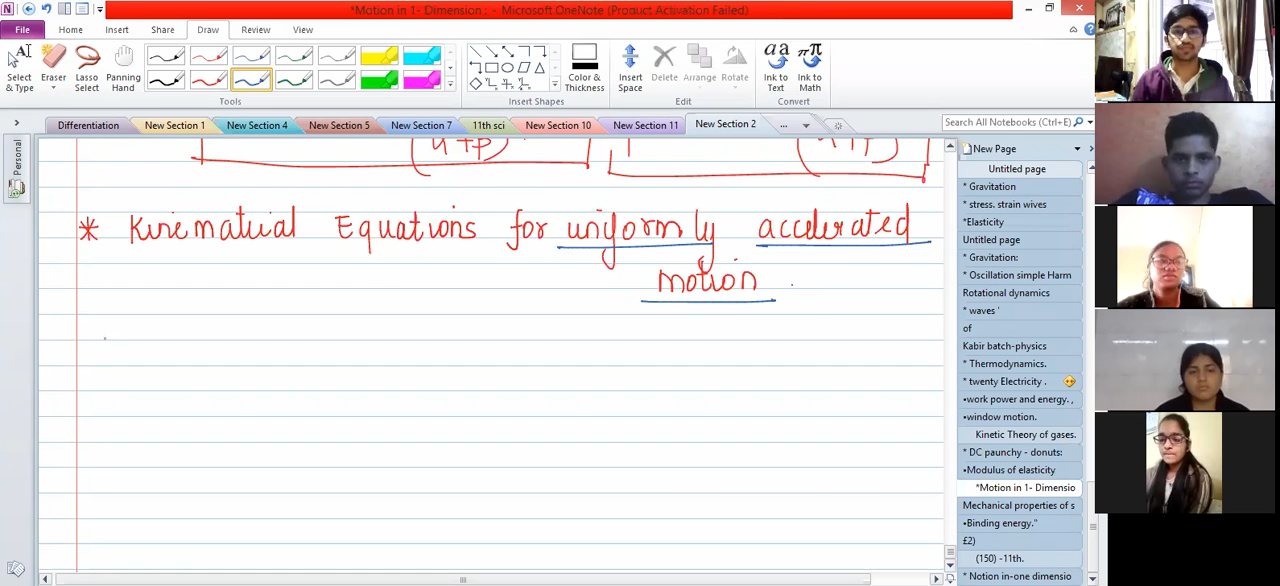 *Motion in 1- Dimension : - Microsoft OneNote (Product Activation Failed)
File Home Insert Share Draw Review View
Select & Type
Eraser
Lasso Select
Panning Hand
Color & Thickness
Insert Space
Delete
Arrange
Rotate
Ink to Text
Ink to Math
Tools
Insert Shapes
Edit
Convert
Differentiation New Section 1 New Section 4 New Section 5 New Section 7 11th sci New Section 10 New Section 11 New Section 2 ...
Search All Notebooks (Ctrl+E)
Personal
* Kinematical Equations for uniformly accelerated
motion
New Page
Untitled page
* Gravitation
* stress. strain wives
*Elasticity
Untitled page
* Gravitation:
* Oscillation simple Harm
Rotational dynamics
* waves '
of
Kabir batch-physics
* Thermodynamics.
* twenty Electricity .
•work power and energy. ,
•window motion.
Kinetic Theory of gases.
* DC paunchy - donuts:
•Modulus of elasticity
*Motion in 1- Dimensio
Mechanical properties of s
•Binding energy."
£2)
(150) -11th.
* Notion in-one dimensio